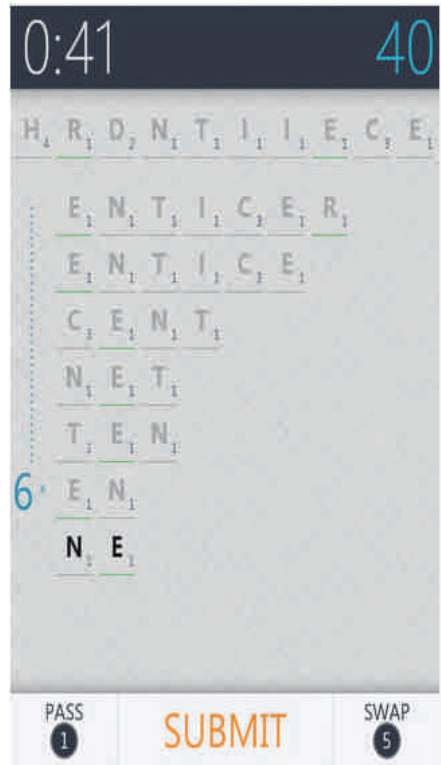 0:41 40
H4 R1 D2 N1 T1 I1 I1 E1 C3 E1
E1 N1 T1 I1 C3 E1 R1
E1 N1 T1 I1 C3 E1
C3 E1 N1 T1
N1 E1 T1
T1 E1 N1
6 E1 N1
N1 E1
PASS SWAP
1 SUBMIT 5